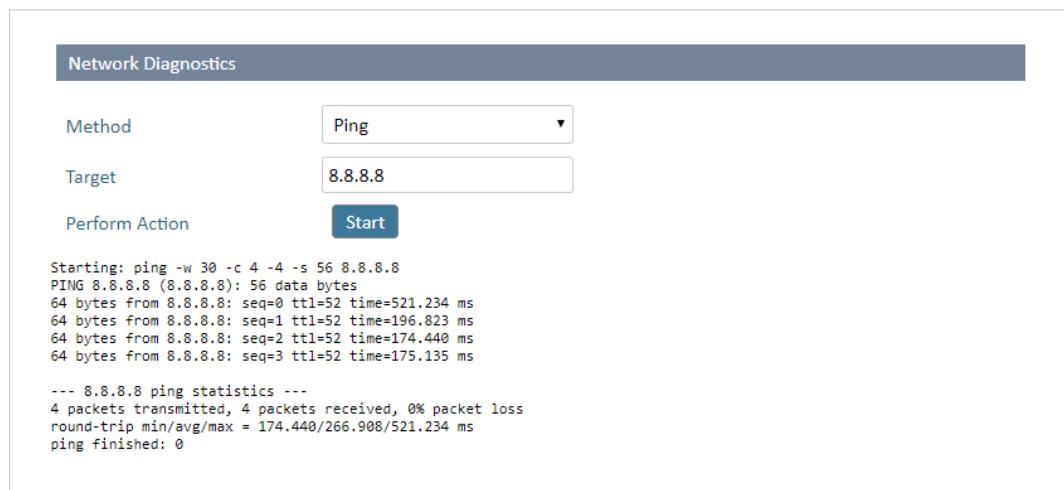 Network Diagnostics
Method Ping
Target 8.8.8.8
Perform Action Start
Starting: ping -w 30 -c 4 -4 -s 56 8.8.8.8
PING 8.8.8.8 (8.8.8.8): 56 data bytes
64 bytes from 8.8.8.8: seq=0 ttl=52 time=521.234 ms
64 bytes from 8.8.8.8: seq=1 ttl=52 time=196.823 ms
64 bytes from 8.8.8.8: seq=2 ttl=52 time=174.440 ms
64 bytes from 8.8.8.8: seq=3 ttl=52 time=175.135 ms
--- 8.8.8.8 ping statistics ---
4 packets transmitted, 4 packets received, 0% packet loss
round-trip min/avg/max = 174.440/266.908/521.234 ms
ping finished: 0